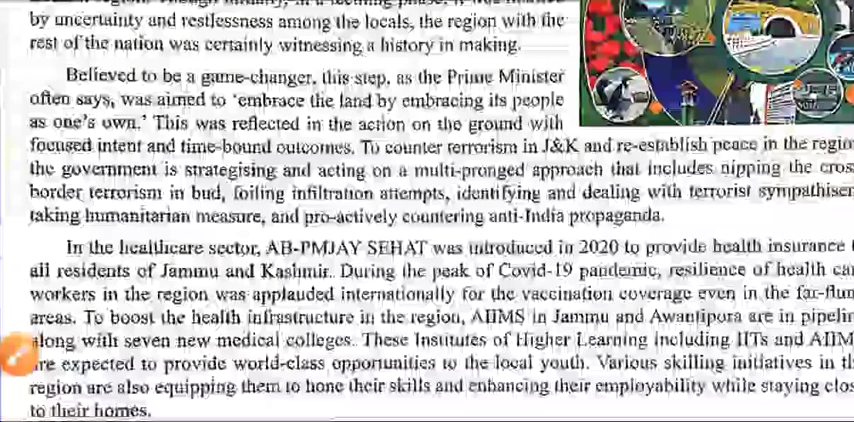 by uncertainty and restlessness among the locals, the region with the
rest of the nation was certainly witnessing a history in making.
Believed to be a game-changer, this step, as the Prime Minister
often says, was aimed to 'embrace the land by embracing its people
as one's own.' This was reflected in the action on the ground with
focused intent and time-bound outcomes. To counter terrorism in J&K and re-establish peace in the regio
the government is strategising and acting on a multi-pronged approach that includes nipping the cros
border terrorism in bud, foiling infiltration attempts, identifying and dealing with terrorist sympathiser
taking humanitarian measure, and pro-actively countering anti-India propaganda.
In the healthcare sector, AB-PMJAY SEHAT was introduced in 2020 to provide health insurance t
all residents of Jammu and Kashmir. During the peak of Covid-19 pandemic, resilience of health car
workers in the region was applauded internationally for the vaccination coverage even in the far-flun
areas. To boost the health infrastructure in the region, AIIMS in Jammu and Awantipora are in pipelin
along with seven new medical colleges. These Institutes of Higher Learning including IITs and AIIM
are expected to provide world-class opportunities to the local youth. Various skilling initiatives in th
region are also equipping them to hone their skills and enhancing their employability while staying clos
to their homes.